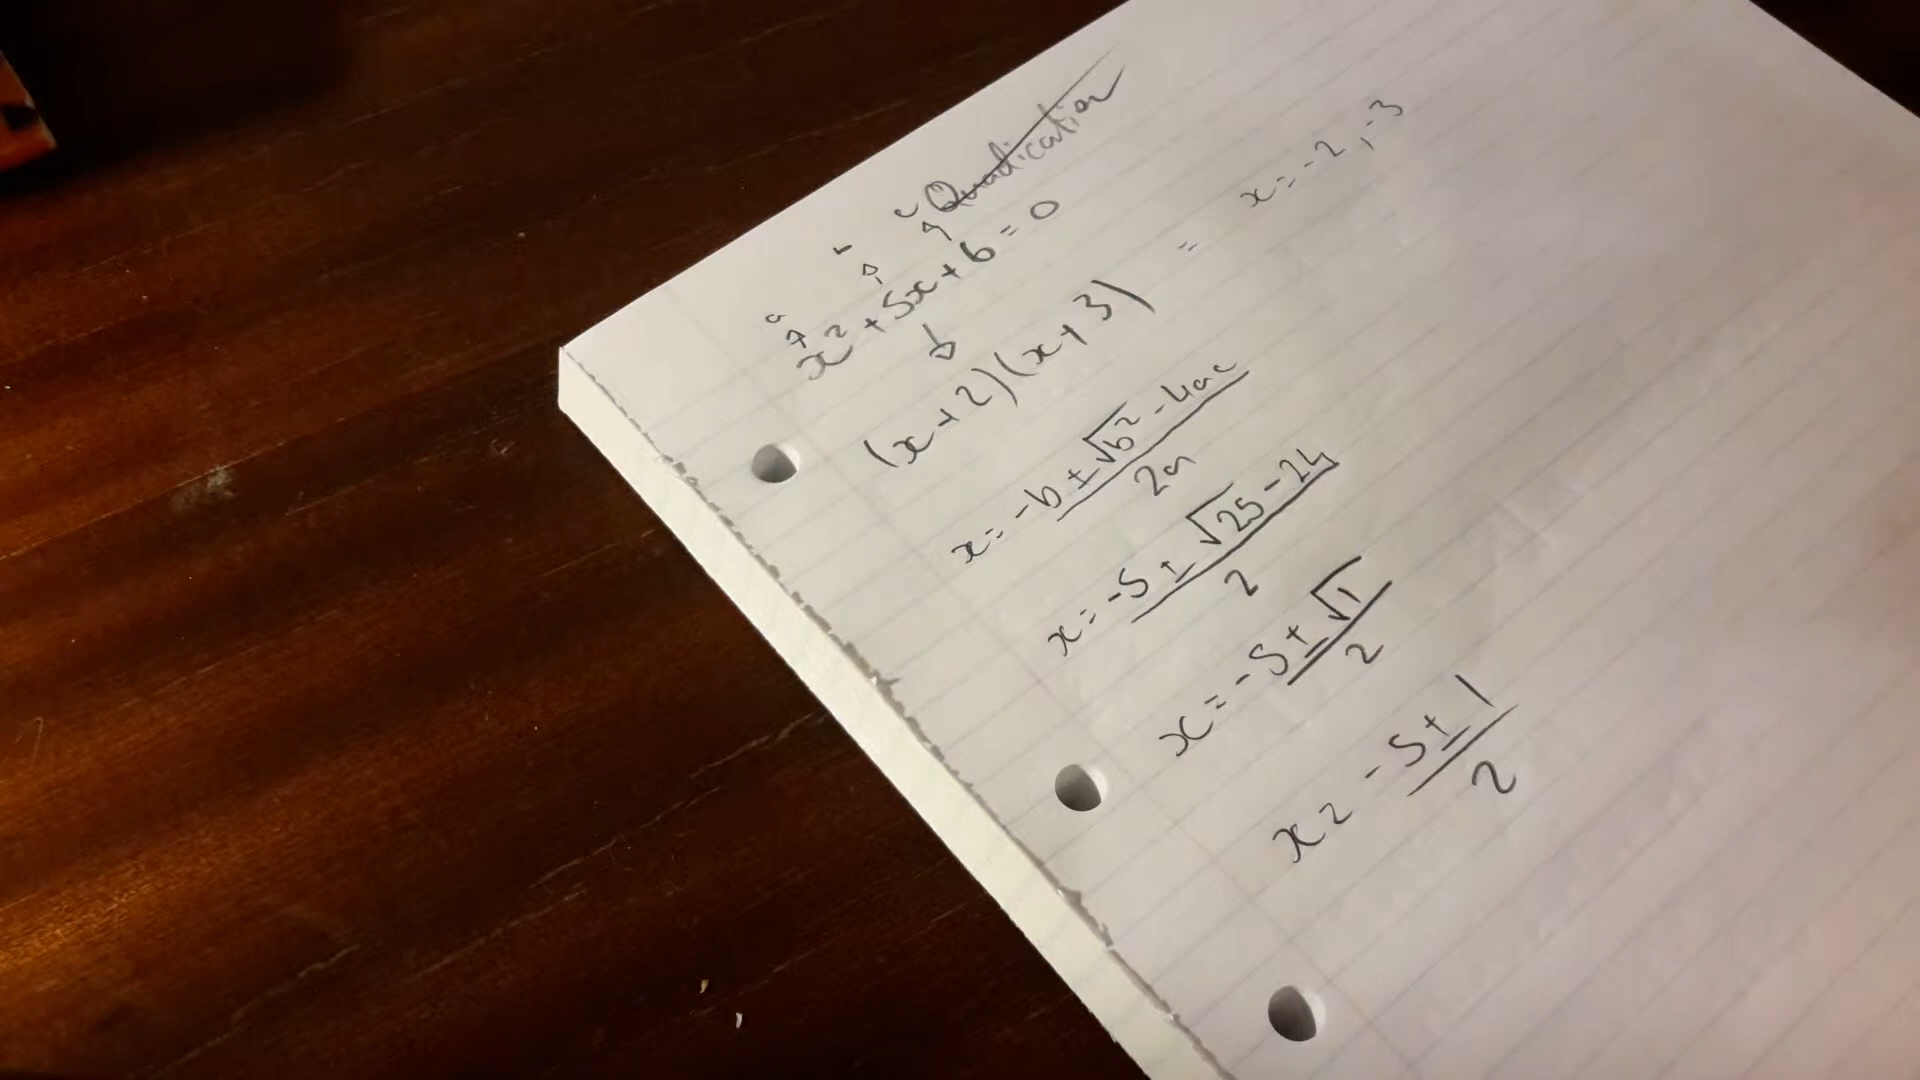 Quadication
a b c
x² + 5x + 6 = 0
(x+2)(x+3) = x = -2, -3
x = -b ± √b² - 4ac / 2a
x = -5 ± √25 - 24 / 2
x = -5 ± √1 / 2
x = -5 ± 1 / 2